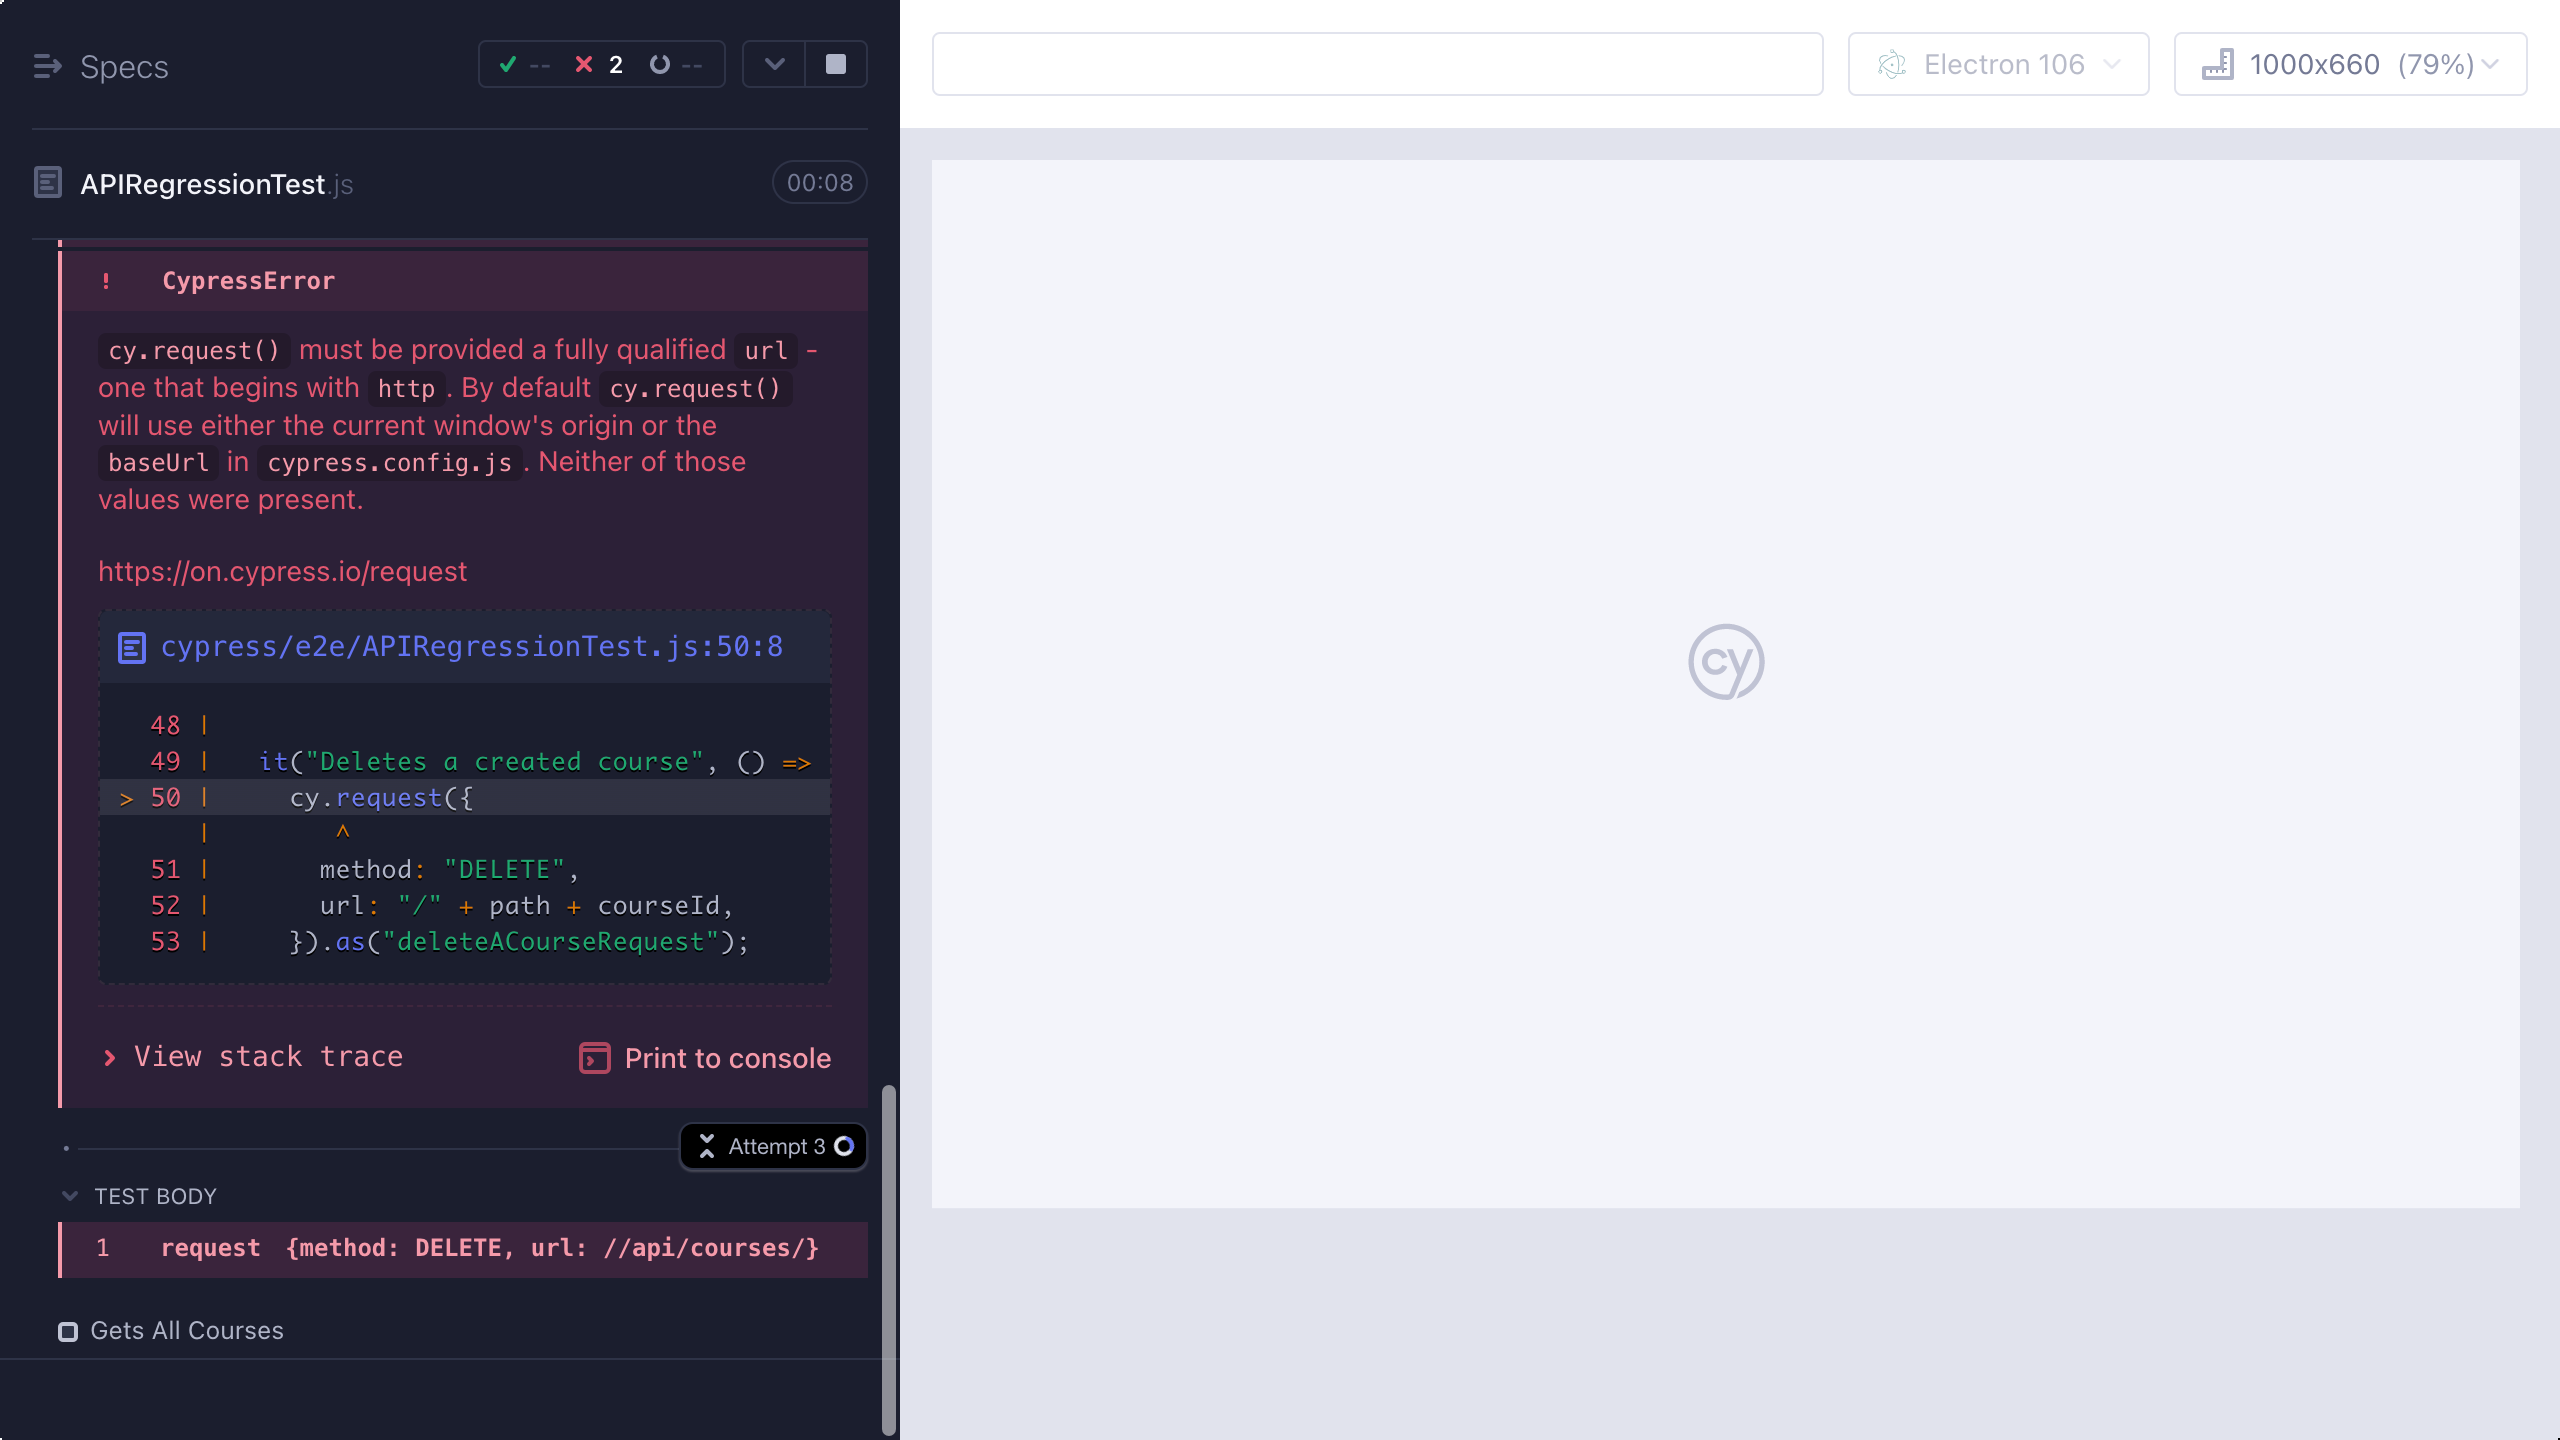 Specs
-- 2 --
APIRegressionTest.js
00:08
! CypressError
cy.request() must be provided a fully qualified url -
one that begins with http. By default cy.request()
will use either the current window's origin or the
baseUrl in cypress.config.js. Neither of those
values were present.
https://on.cypress.io/request
cypress/e2e/APIRegressionTest.js:50:8
48 |
49 | it("Deletes a created course", () =>
> 50 | cy.request({
| ^
51 | method: "DELETE",
52 | url: "/" + path + courseId,
53 | }).as("deleteACourseRequest");
View stack trace
Print to console
Attempt 3
TEST BODY
1 request {method: DELETE, url: //api/courses/}
Gets All Courses
Electron 106
1000x660 (79%)
cy